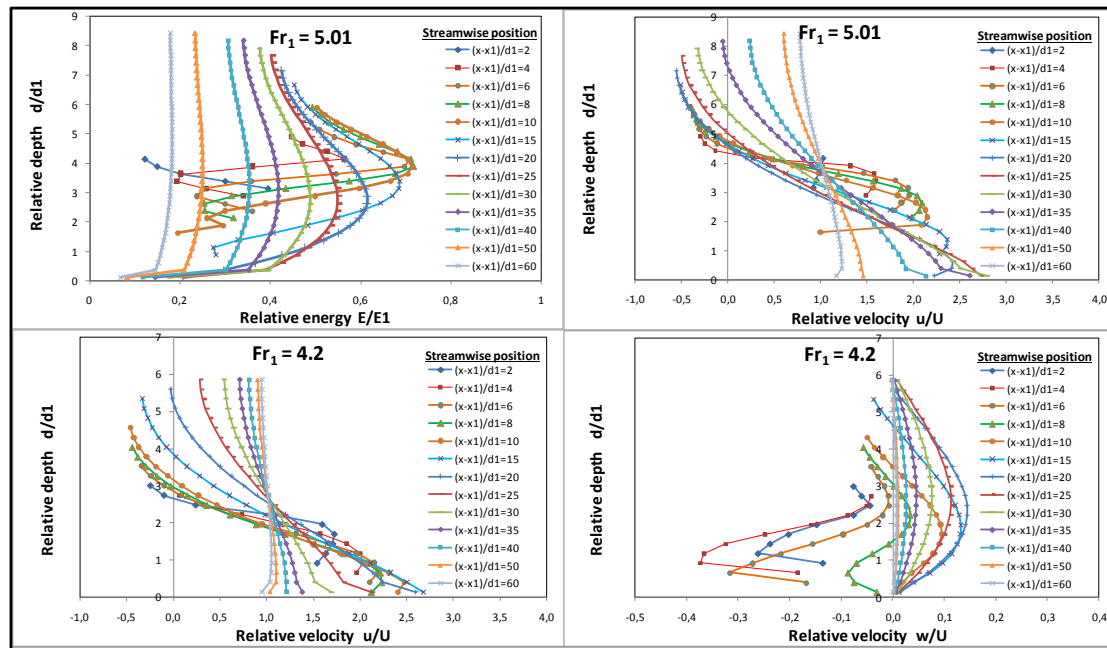 Fr₁ = 5.01
Streamwise position
(x-x1)/d1=2
(x-x1)/d1=4
(x-x1)/d1=6
(x-x1)/d1=8
(x-x1)/d1=10
(x-x1)/d1=15
(x-x1)/d1=20
(x-x1)/d1=25
(x-x1)/d1=30
(x-x1)/d1=35
(x-x1)/d1=40
(x-x1)/d1=50
(x-x1)/d1=60
Relative depth d/d1
9
8
7
6
5
4
3
2
1
0
0 0,2 0,4 0,6 0,8 1
Relative energy E/E1
Fr₁ = 5.01
Streamwise position
(x-x1)/d1=2
(x-x1)/d1=4
(x-x1)/d1=6
(x-x1)/d1=8
(x-x1)/d1=10
(x-x1)/d1=15
(x-x1)/d1=20
(x-x1)/d1=25
(x-x1)/d1=30
(x-x1)/d1=35
(x-x1)/d1=40
(x-x1)/d1=50
(x-x1)/d1=60
Relative depth d/d1
9
8
7
6
5
4
3
2
1
0
-1,0 -0,5 0,0 0,5 1,0 1,5 2,0 2,5 3,0 3,5 4,0
Relative velocity u/U
Fr₁ = 4.2
Streamwise position
(x-x1)/d1=2
(x-x1)/d1=4
(x-x1)/d1=6
(x-x1)/d1=8
(x-x1)/d1=10
(x-x1)/d1=15
(x-x1)/d1=20
(x-x1)/d1=25
(x-x1)/d1=30
(x-x1)/d1=35
(x-x1)/d1=40
(x-x1)/d1=50
(x-x1)/d1=60
Relative depth d/d1
7
6
5
4
3
2
1
0
-1,0 -0,5 0,0 0,5 1,0 1,5 2,0 2,5 3,0 3,5 4,0
Relative velocity u/U
Fr₁ = 4.2
Streamwise position
(x-x1)/d1=2
(x-x1)/d1=4
(x-x1)/d1=6
(x-x1)/d1=8
(x-x1)/d1=10
(x-x1)/d1=15
(x-x1)/d1=20
(x-x1)/d1=25
(x-x1)/d1=30
(x-x1)/d1=35
(x-x1)/d1=40
(x-x1)/d1=50
(x-x1)/d1=60
Relative depth d/d1
7
6
5
4
3
2
1
0
-0,5 -0,4 -0,3 -0,2 -0,1 0,0 0,1 0,2 0,3 0,4
Relative velocity w/U